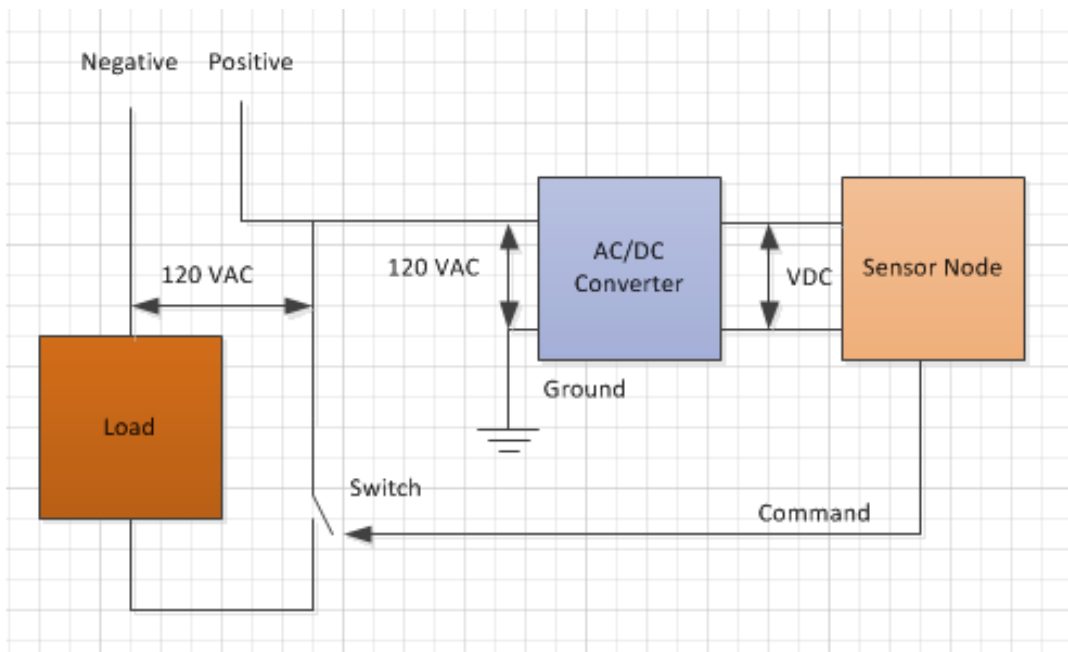 Negative
Positive
120 VAC
120 VAC
AC/DC
Converter
VDC
Sensor Node
Load
Ground
Switch
Command